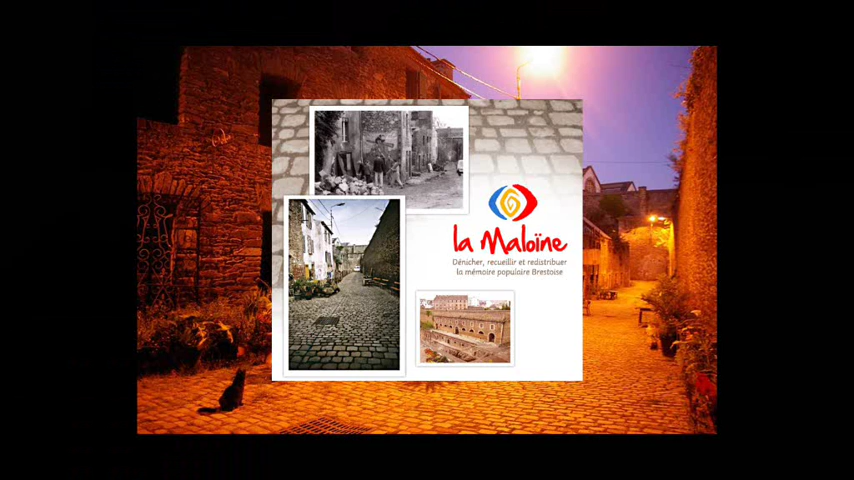 la Maloïne
Dénicher, recueillir et redistribuer
la mémoire populaire Brestoise